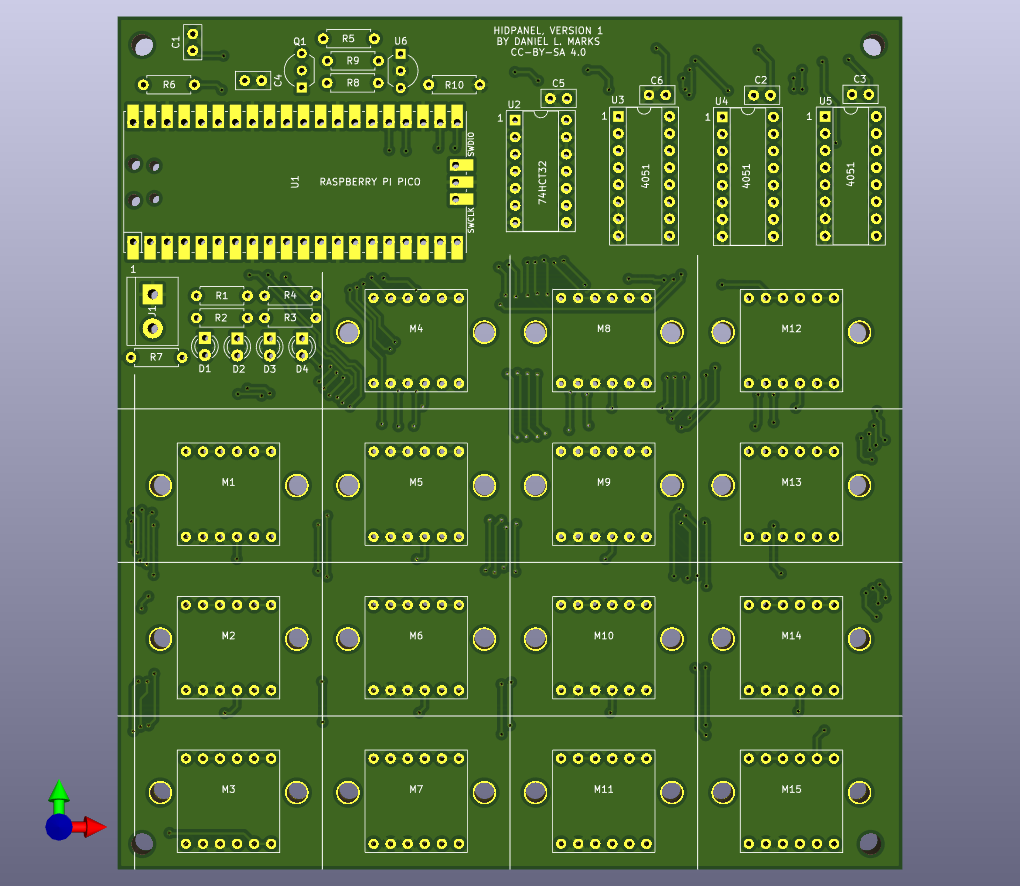 HIDPANEL, VERSION 1
BY DANIEL L. MARKS
CC-BY-SA 4.0
C1
Q1
R5
U6
R9
R6
C4
R8
R10
C5
C6
C2
C3
U2
U3
U4
U5
1
1
1
1
74HCT32
4051
4051
4051
SWDIO
U1
RASPBERRY PI PICO
SWCLK
1
J1
R1
R4
R2
R3
R7
D1
D2
D3
D4
M4
M8
M12
M1
M5
M9
M13
M2
M6
M10
M14
M3
M7
M11
M15